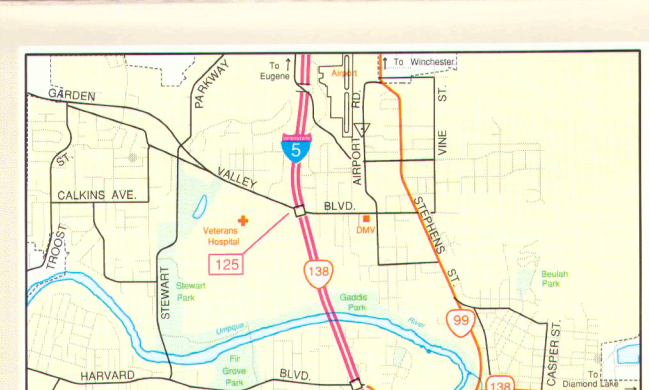 To
Eugene
To Winchester
Airport
GARDEN
PARKWAY
RD.
ST.
VINE
AIRPORT
5
ST.
VALLEY
CALKINS AVE.
BLVD.
STEPHENS
ST.
Veterans
Hospital
DMV
TROOST
125
138
STEWART
Stewart
Park
Gaddis
Park
Beulah
Park
Umpqua
River
99
Fir
Grove
Park
CASPER ST.
HARVARD
BLVD.
138
To
Diamond Lake